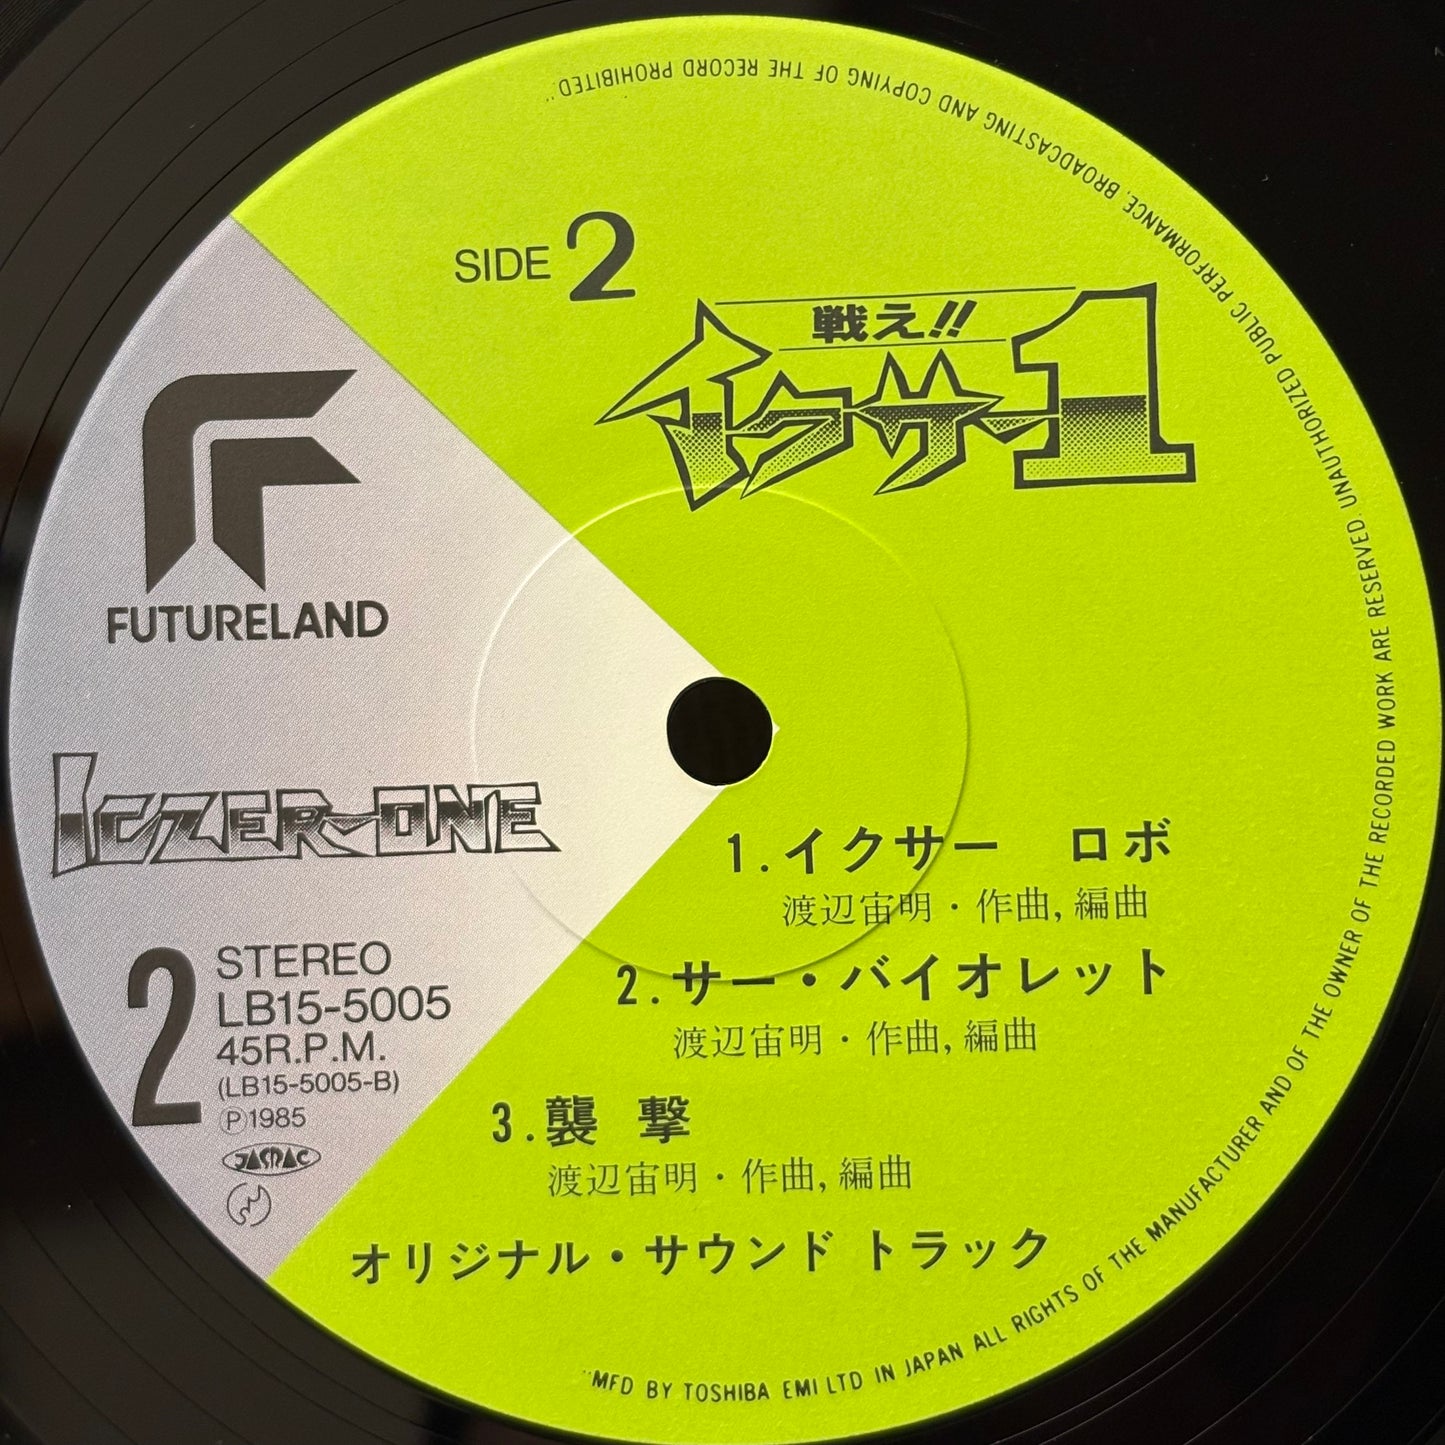 SIDE 2
戦え!!
イクサー1
FUTURELAND
ICZER-ONE
2
STEREO
LB15-5005
45R.P.M.
(LB15-5005-B)
Ⓟ1985
JASRAC
1.イクサー ロボ
渡辺宙明・作曲,編曲
2.サー・バイオレット
渡辺宙明・作曲,編曲
3.襲 撃
渡辺宙明・作曲,編曲
オリジナル・サウンド トラック
"MFD BY TOSHIBA EMI LTD IN JAPAN ALL RIGHTS OF THE MANUFACTURER AND OF THE OWNER OF THE RECORDED WORK ARE RESERVED. UNAUTHORIZED PUBLIC PERFORMANCE, BROADCASTING AND COPYING OF THE RECORD PROHIBITED"